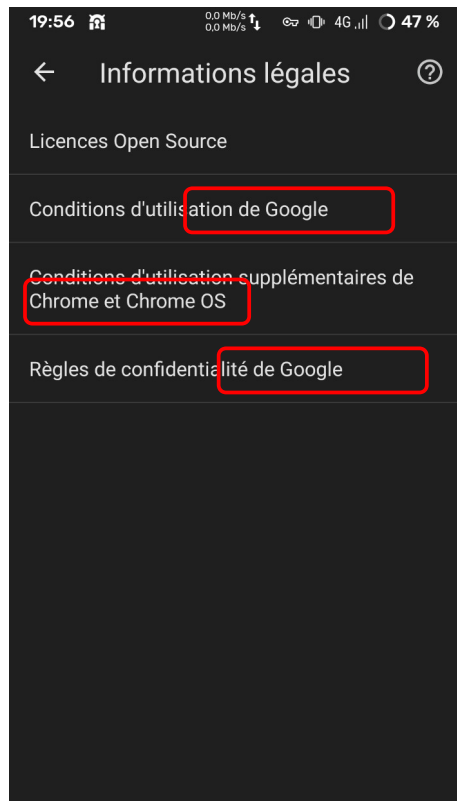 19:56
0,0 Mb/s
0,0 Mb/s
4G
47 %
Informations légales
Licences Open Source
Conditions d'utilisation de Google
Conditions d'utilisation supplémentaires de
Chrome et Chrome OS
Règles de confidentialité de Google